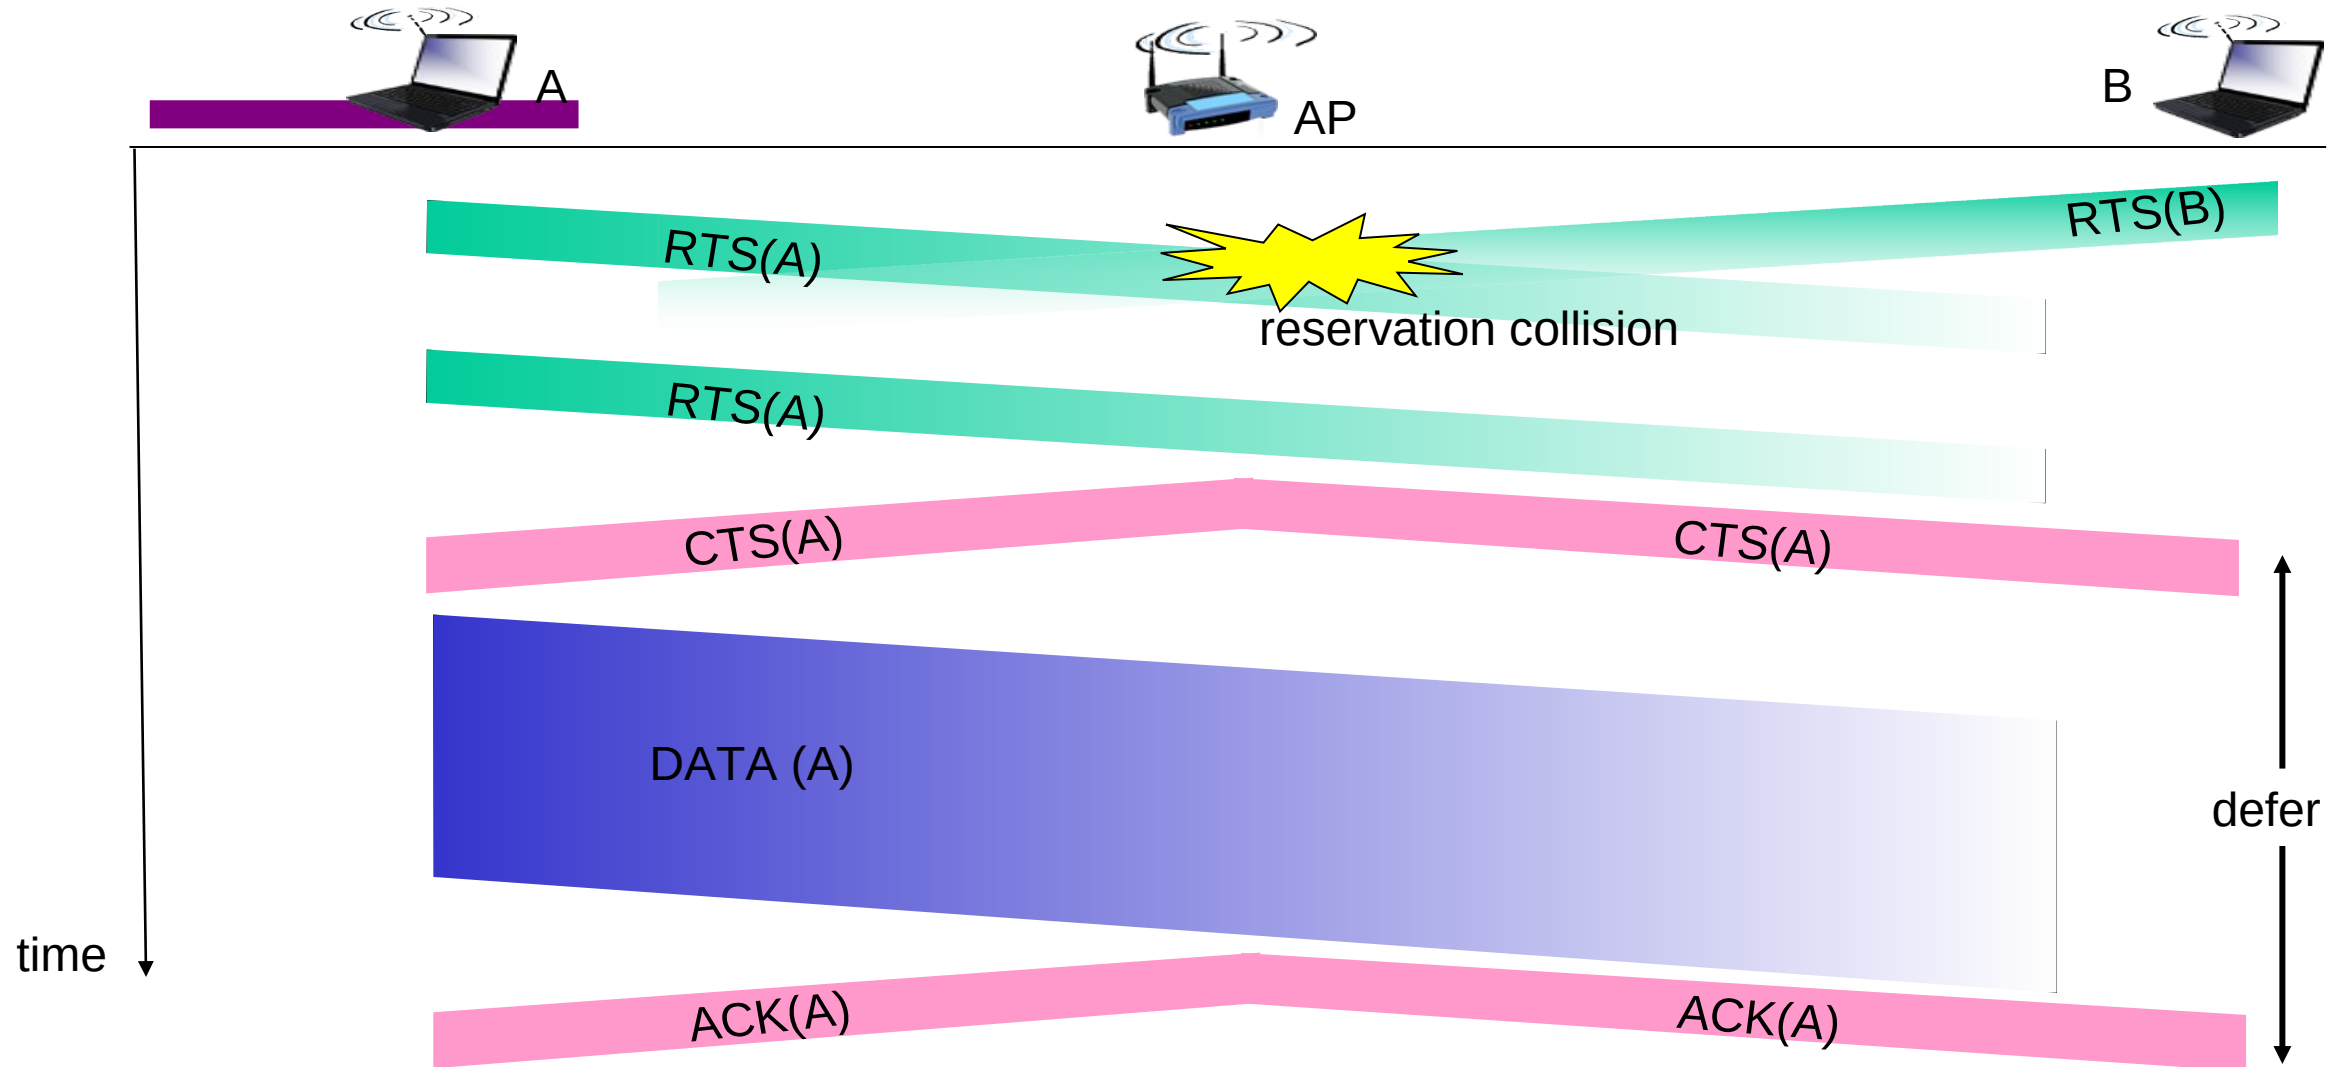 A
AP
B
RTS(A)
RTS(B)
reservation collision
RTS(A)
CTS(A)
CTS(A)
DATA (A)
defer
time
ACK(A)
ACK(A)